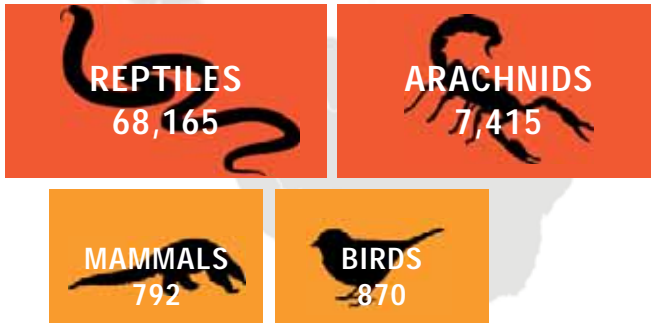 REPTILES
68,165
ARACHNIDS
7,415
MAMMALS
792
BIRDS
870